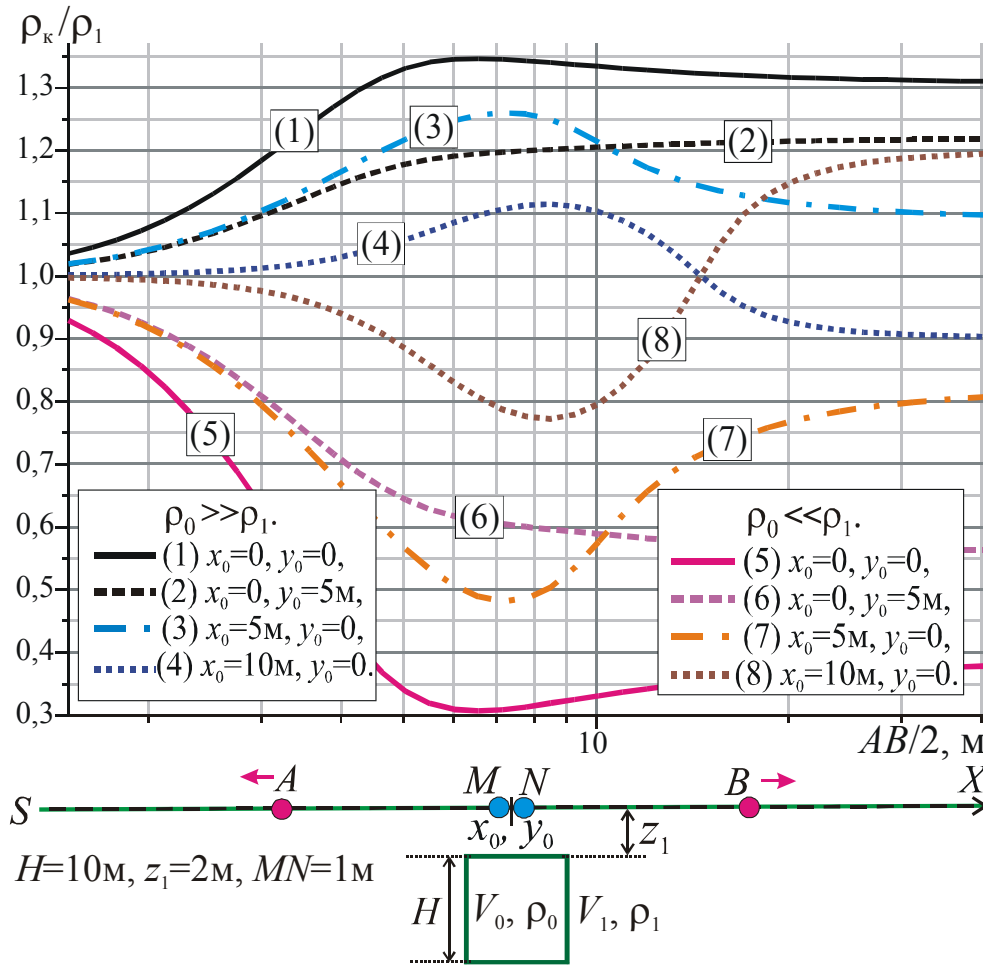 ρк/ρ1
1,3
1,2
1,1
1,0
0,9
0,8
0,7
0,6
0,5
0,4
0,3
(1)
(3)
(2)
(4)
(8)
(5)
(7)
(6)
ρ0>>ρ1.
(1) x0=0, y0=0,
(2) x0=0, y0=5м,
(3) x0=5м, y0=0,
(4) x0=10м, y0=0.
ρ0<<ρ1.
(5) x0=0, y0=0,
(6) x0=0, y0=5м,
(7) x0=5м, y0=0,
(8) x0=10м, y0=0.
10
AB/2, м
A M N B X
S
x0, y0 z1
H=10м, z1=2м, MN=1м
H V0, ρ0 V1, ρ1